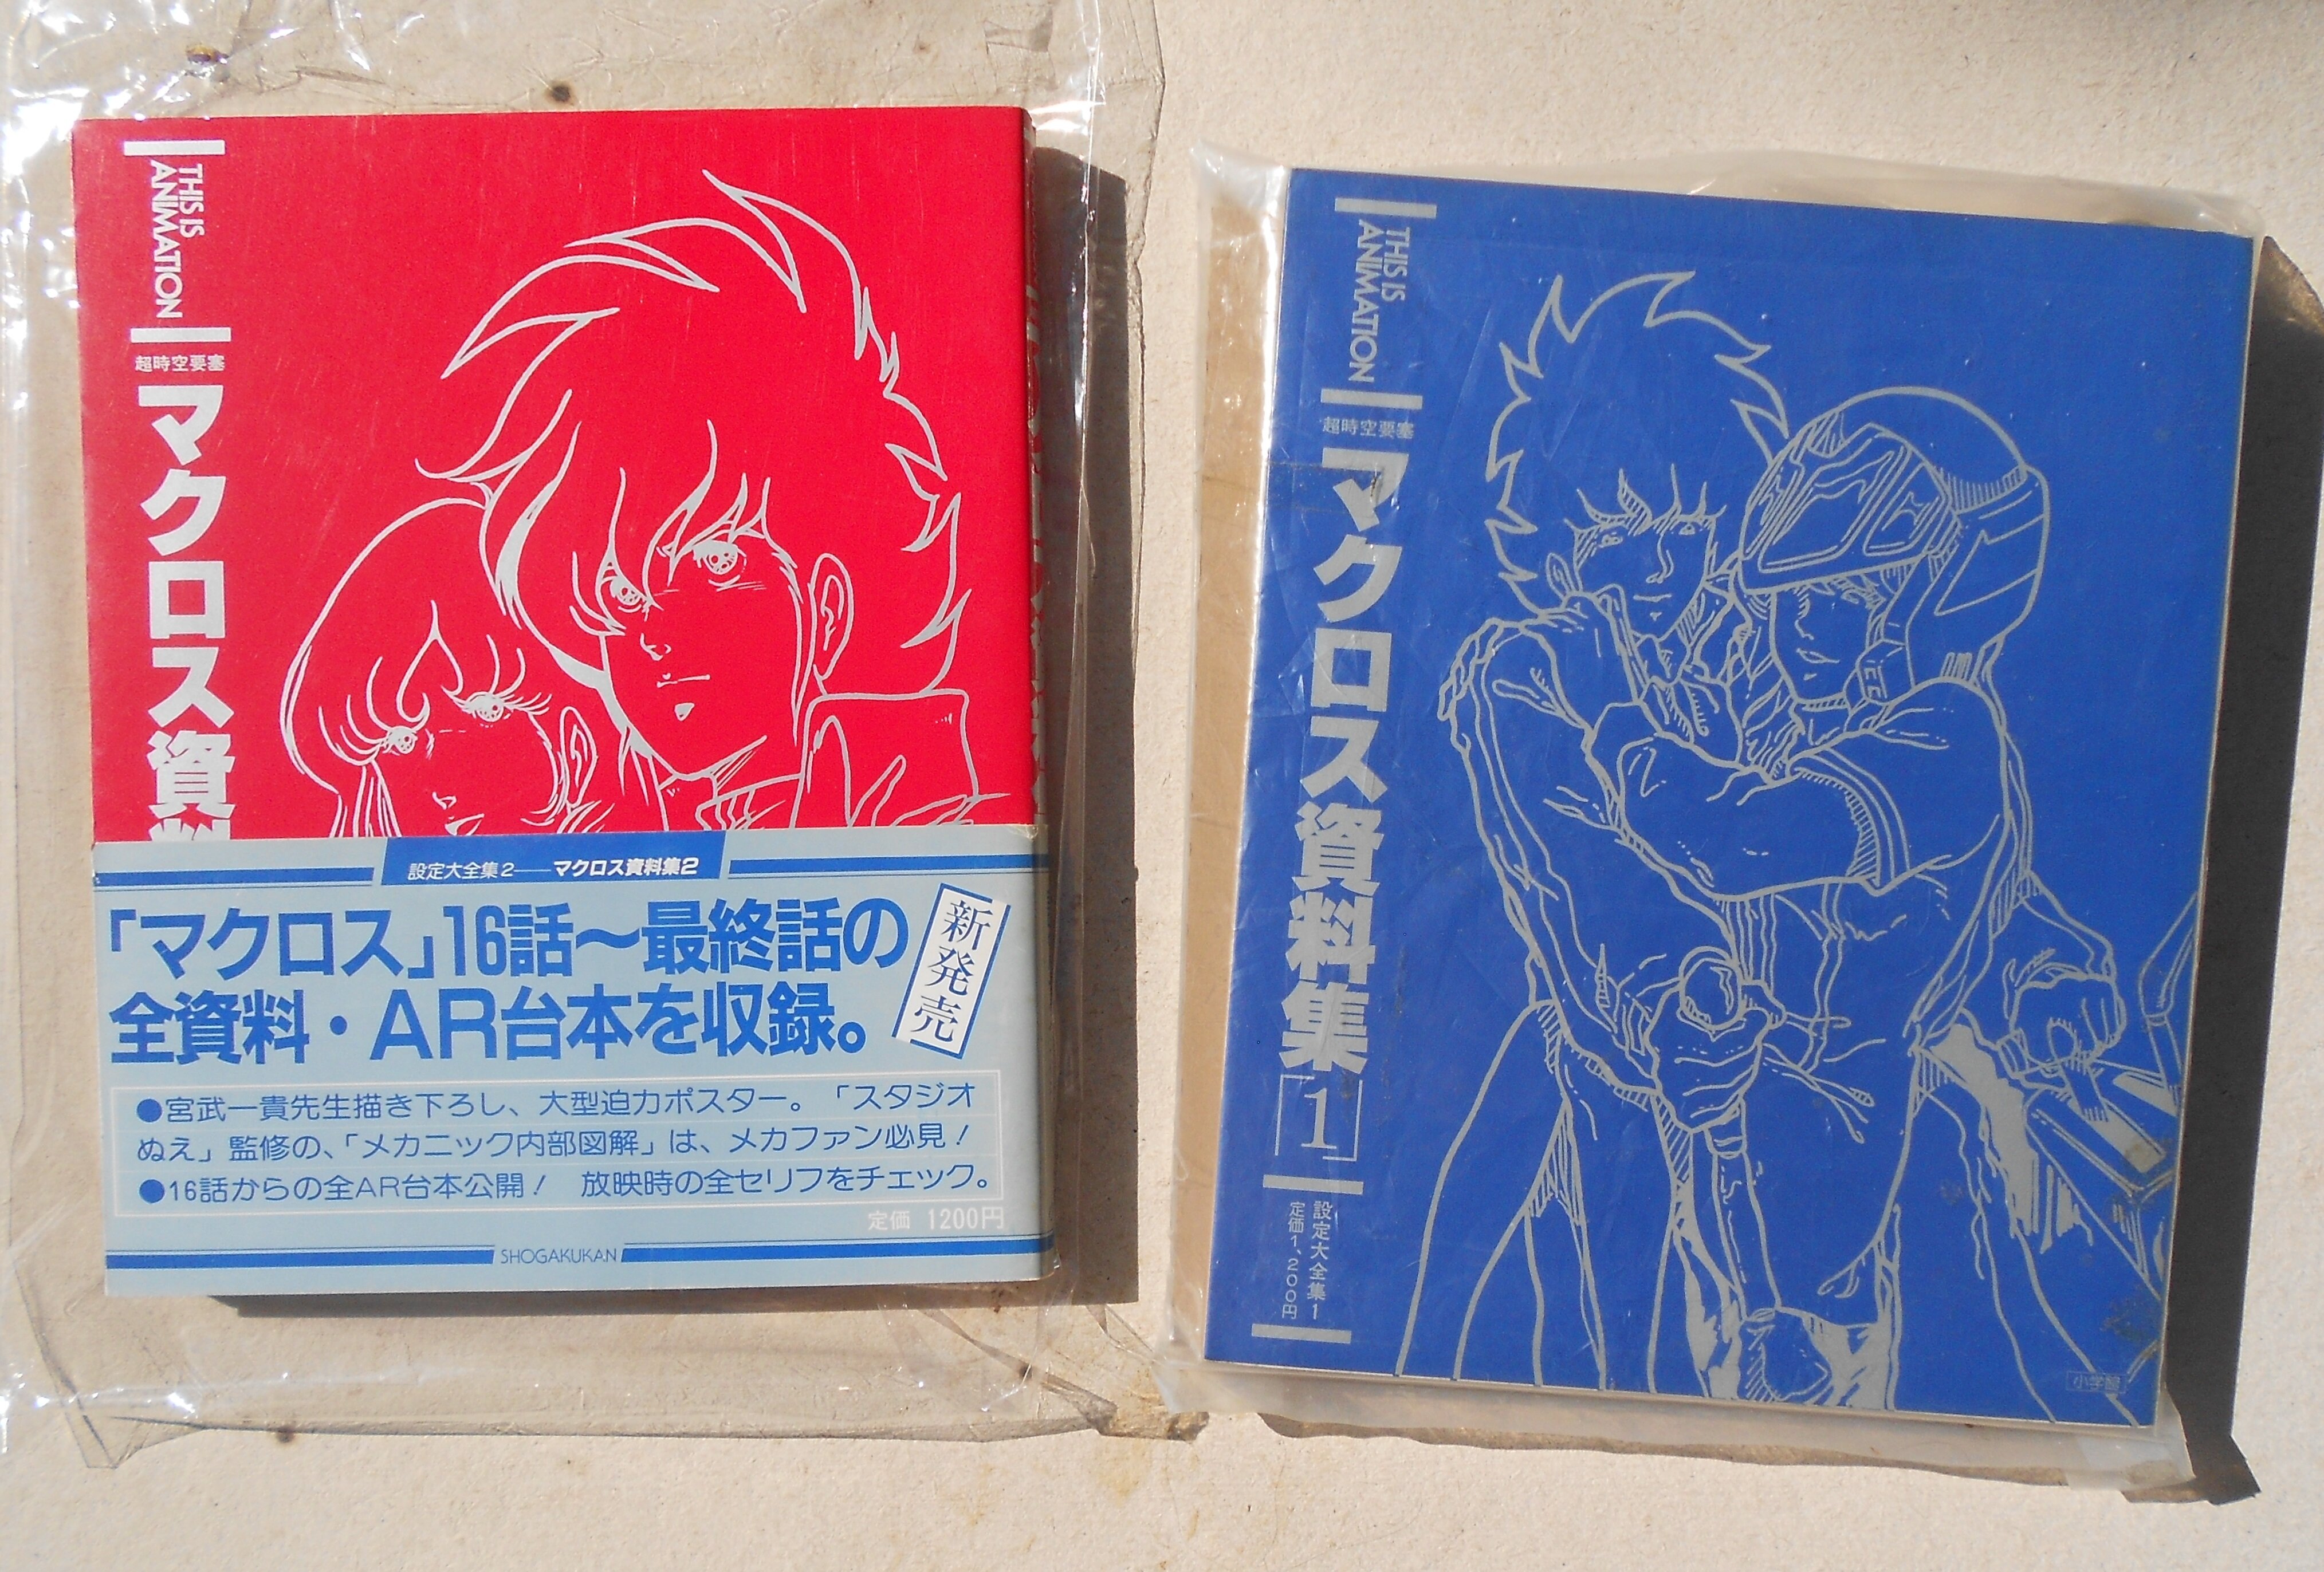 THIS IS
ANIMATION
超時空要塞
マクロス資料
設定大全集2──マクロス資料集2
「マクロス」16話〜最終話の
全資料・AR台本を収録。
新発売
●宮武一貴先生描き下ろし、大型迫力ポスター。「スタジオ
ぬえ」監修の、「メカニック内部図解」は、メカファン必見!
●16話からの全AR台本公開! 放映時の全セリフをチェック。
定価 1200円
SHOGAKUKAN
THIS IS
ANIMATION
超時空要塞
マクロス資料集[1]
設定大全集1
定価1、200円
小学館